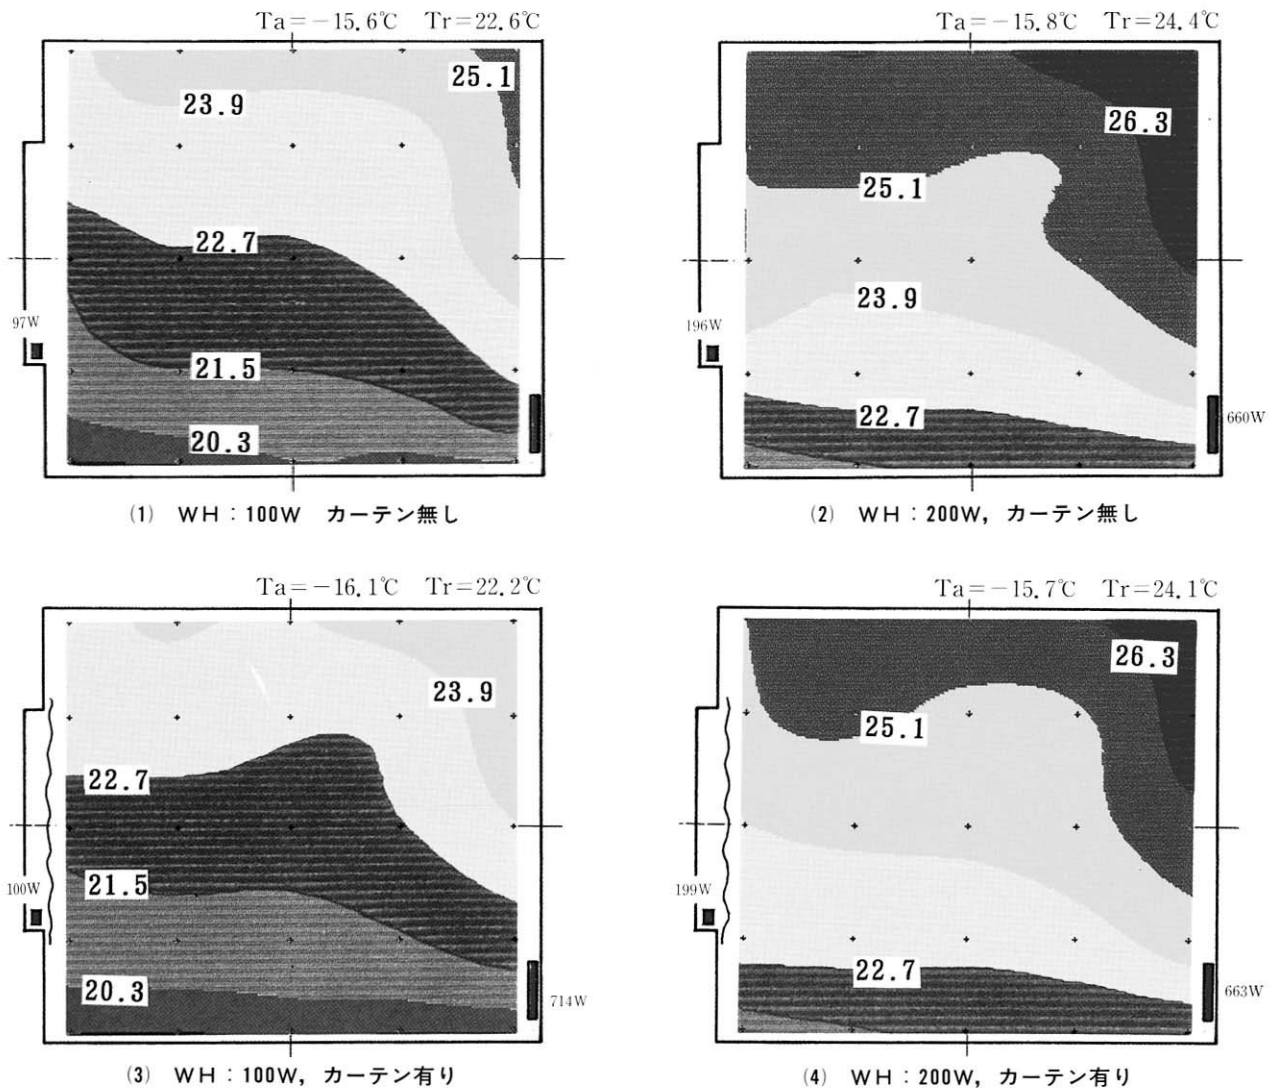 Ta=−15.6℃ Tr=22.6℃
25.1
23.9
22.7
97W
21.5
20.3
(1) WH：100W カーテン無し
Ta=−15.8℃ Tr=24.4℃
26.3
25.1
23.9
196W
22.7
660W
(2) WH：200W，カーテン無し
Ta=−16.1℃ Tr=22.2℃
23.9
22.7
21.5
100W
20.3
714W
(3) WH：100W，カーテン有り
Ta=−15.7℃ Tr=24.1℃
26.3
25.1
199W
22.7
663W
(4) WH：200W，カーテン有り